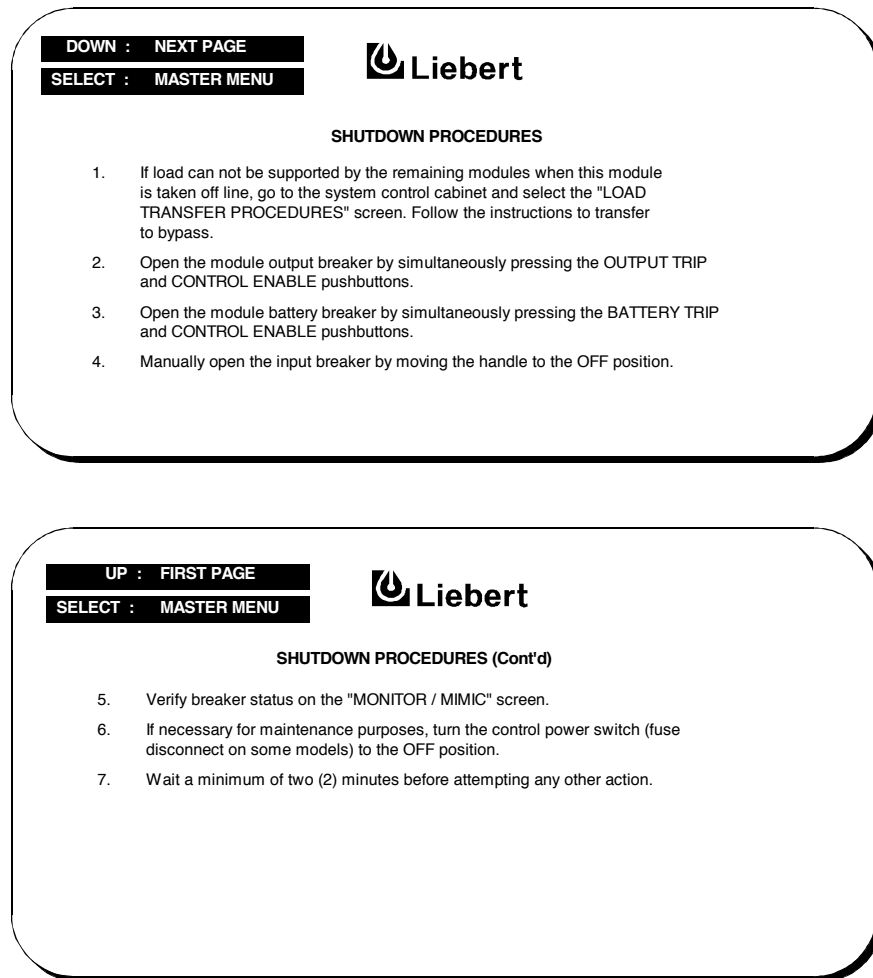 DOWN : NEXT PAGE
SELECT : MASTER MENU
Liebert
SHUTDOWN PROCEDURES
1. If load can not be supported by the remaining modules when this module
is taken off line, go to the system control cabinet and select the "LOAD
TRANSFER PROCEDURES" screen. Follow the instructions to transfer
to bypass.
2. Open the module output breaker by simultaneously pressing the OUTPUT TRIP
and CONTROL ENABLE pushbuttons.
3. Open the module battery breaker by simultaneously pressing the BATTERY TRIP
and CONTROL ENABLE pushbuttons.
4. Manually open the input breaker by moving the handle to the OFF position.
UP : FIRST PAGE
SELECT : MASTER MENU
Liebert
SHUTDOWN PROCEDURES (Cont'd)
5. Verify breaker status on the "MONITOR / MIMIC" screen.
6. If necessary for maintenance purposes, turn the control power switch (fuse
disconnect on some models) to the OFF position.
7. Wait a minimum of two (2) minutes before attempting any other action.